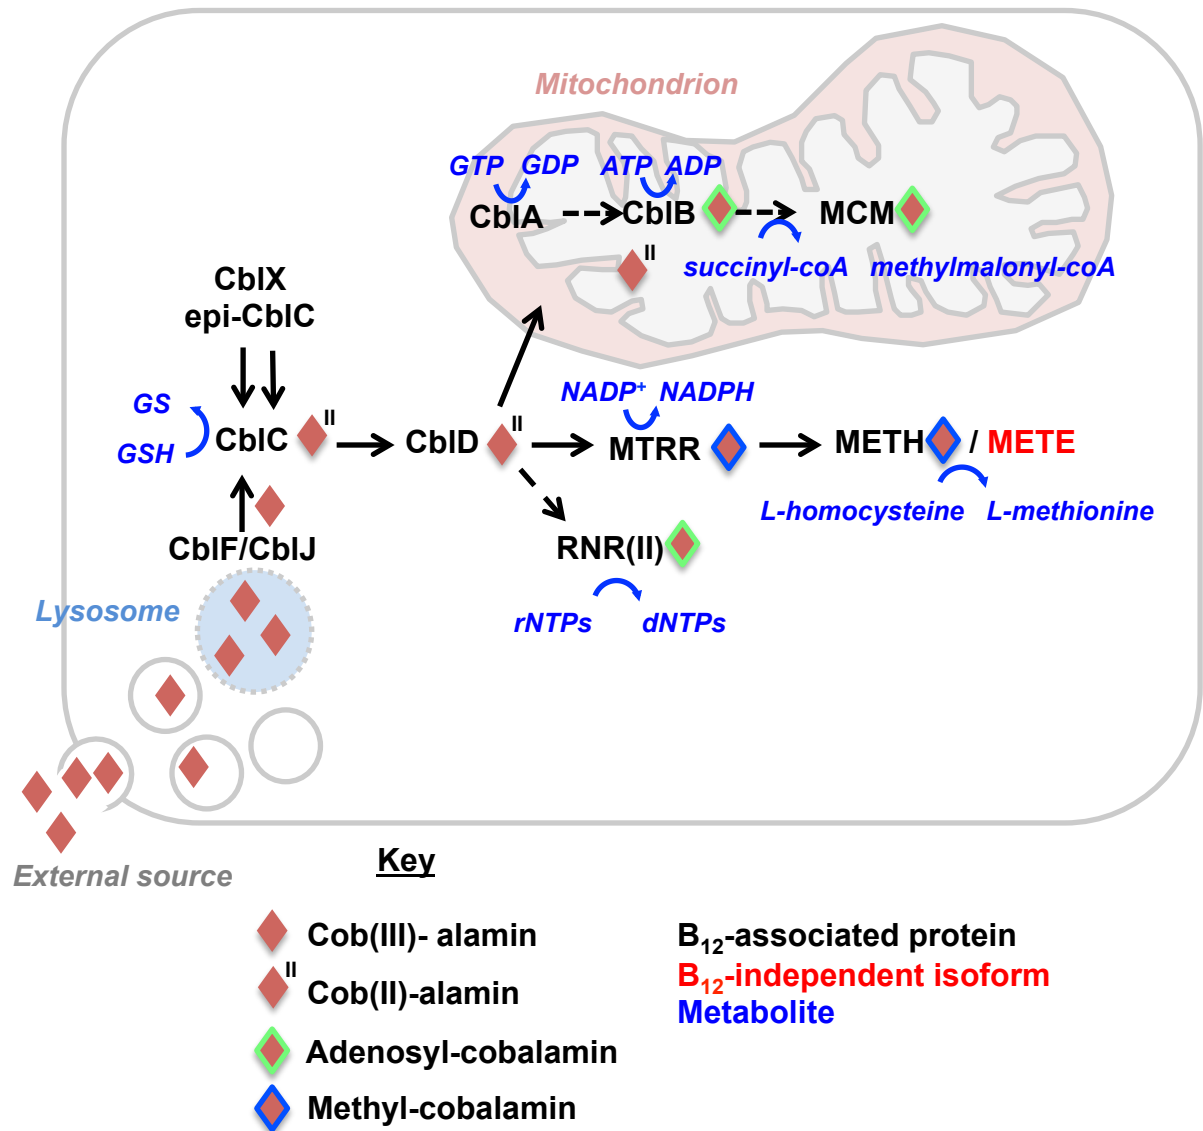 Mitochondrion
GTP GDP ATP ADP
CblA CblB MCM
II
succinyl-coA methylmalonyl-coA
CblX
epi-CblC
NADP+ NADPH
GS
GSH
CblC II CblD II MTRR METH / METE
L-homocysteine L-methionine
CblF/CblJ
RNR(II)
rNTPs dNTPs
Lysosome
External source
Key
Cob(III)- alamin
II
Cob(II)-alamin
Adenosyl-cobalamin
Methyl-cobalamin
B12-associated protein
B12-independent isoform
Metabolite